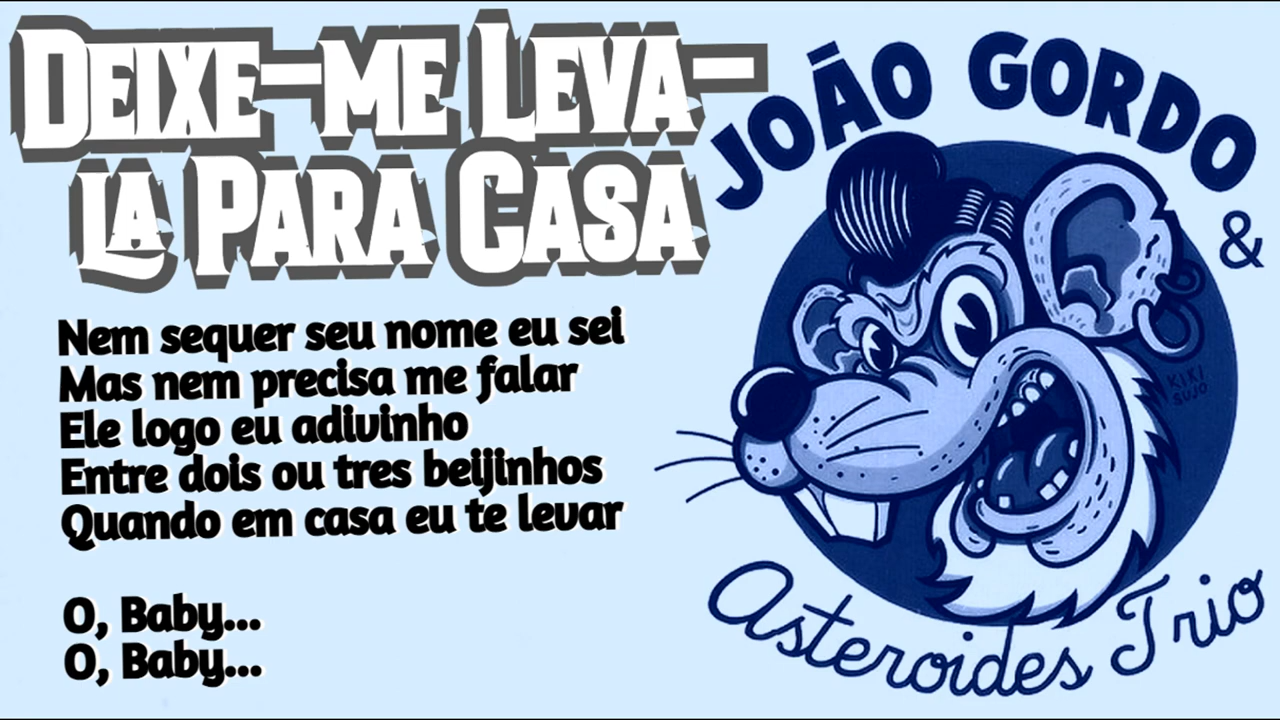 Deixe-me Leva-
la Para Casa
Nem sequer seu nome eu sei
Mas nem precisa me falar
Ele logo eu adivinho
Entre dois ou tres beijinhos
Quando em casa eu te levar
O, Baby...
O, Baby...
JOÃO GORDO
&
Asteroides Trio
KIKI
SUJO